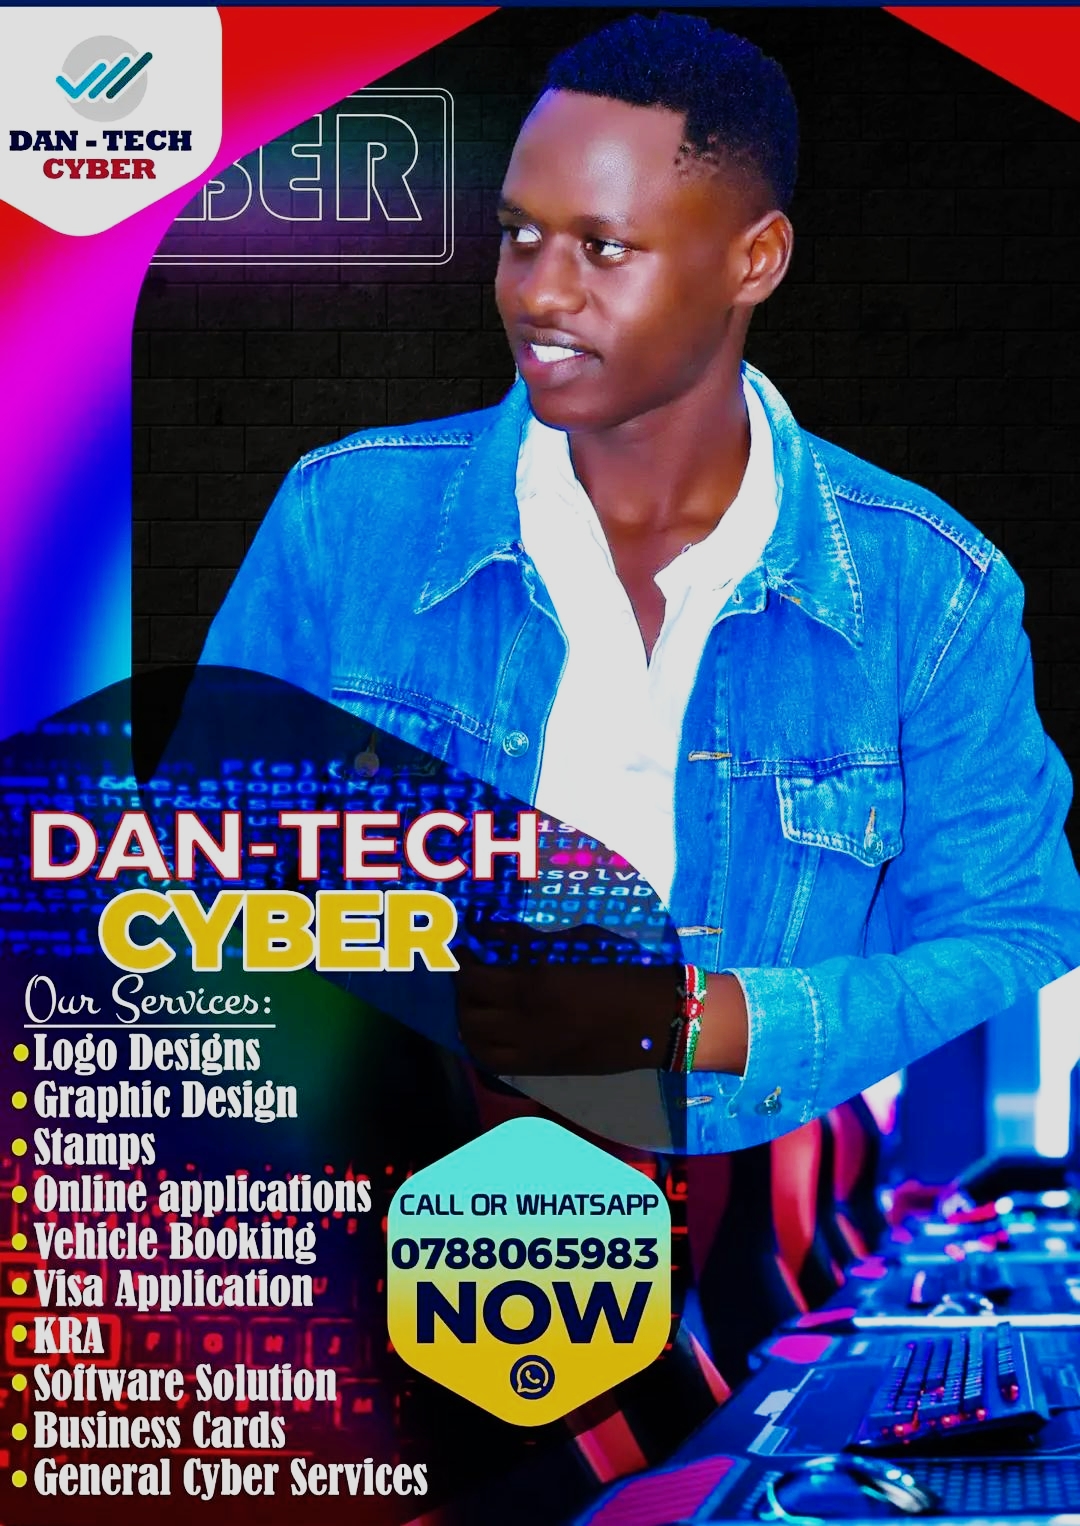 DAN - TECH
CYBER
BER
DAN-TECH
CYBER
Our Services:
•Logo Designs
•Graphic Design
•Stamps
•Online applications
•Vehicle Booking
•Visa Application
•KRA
•Software Solution
•Business Cards
•General Cyber Services
CALL OR WHATSAPP
0788065983
NOW